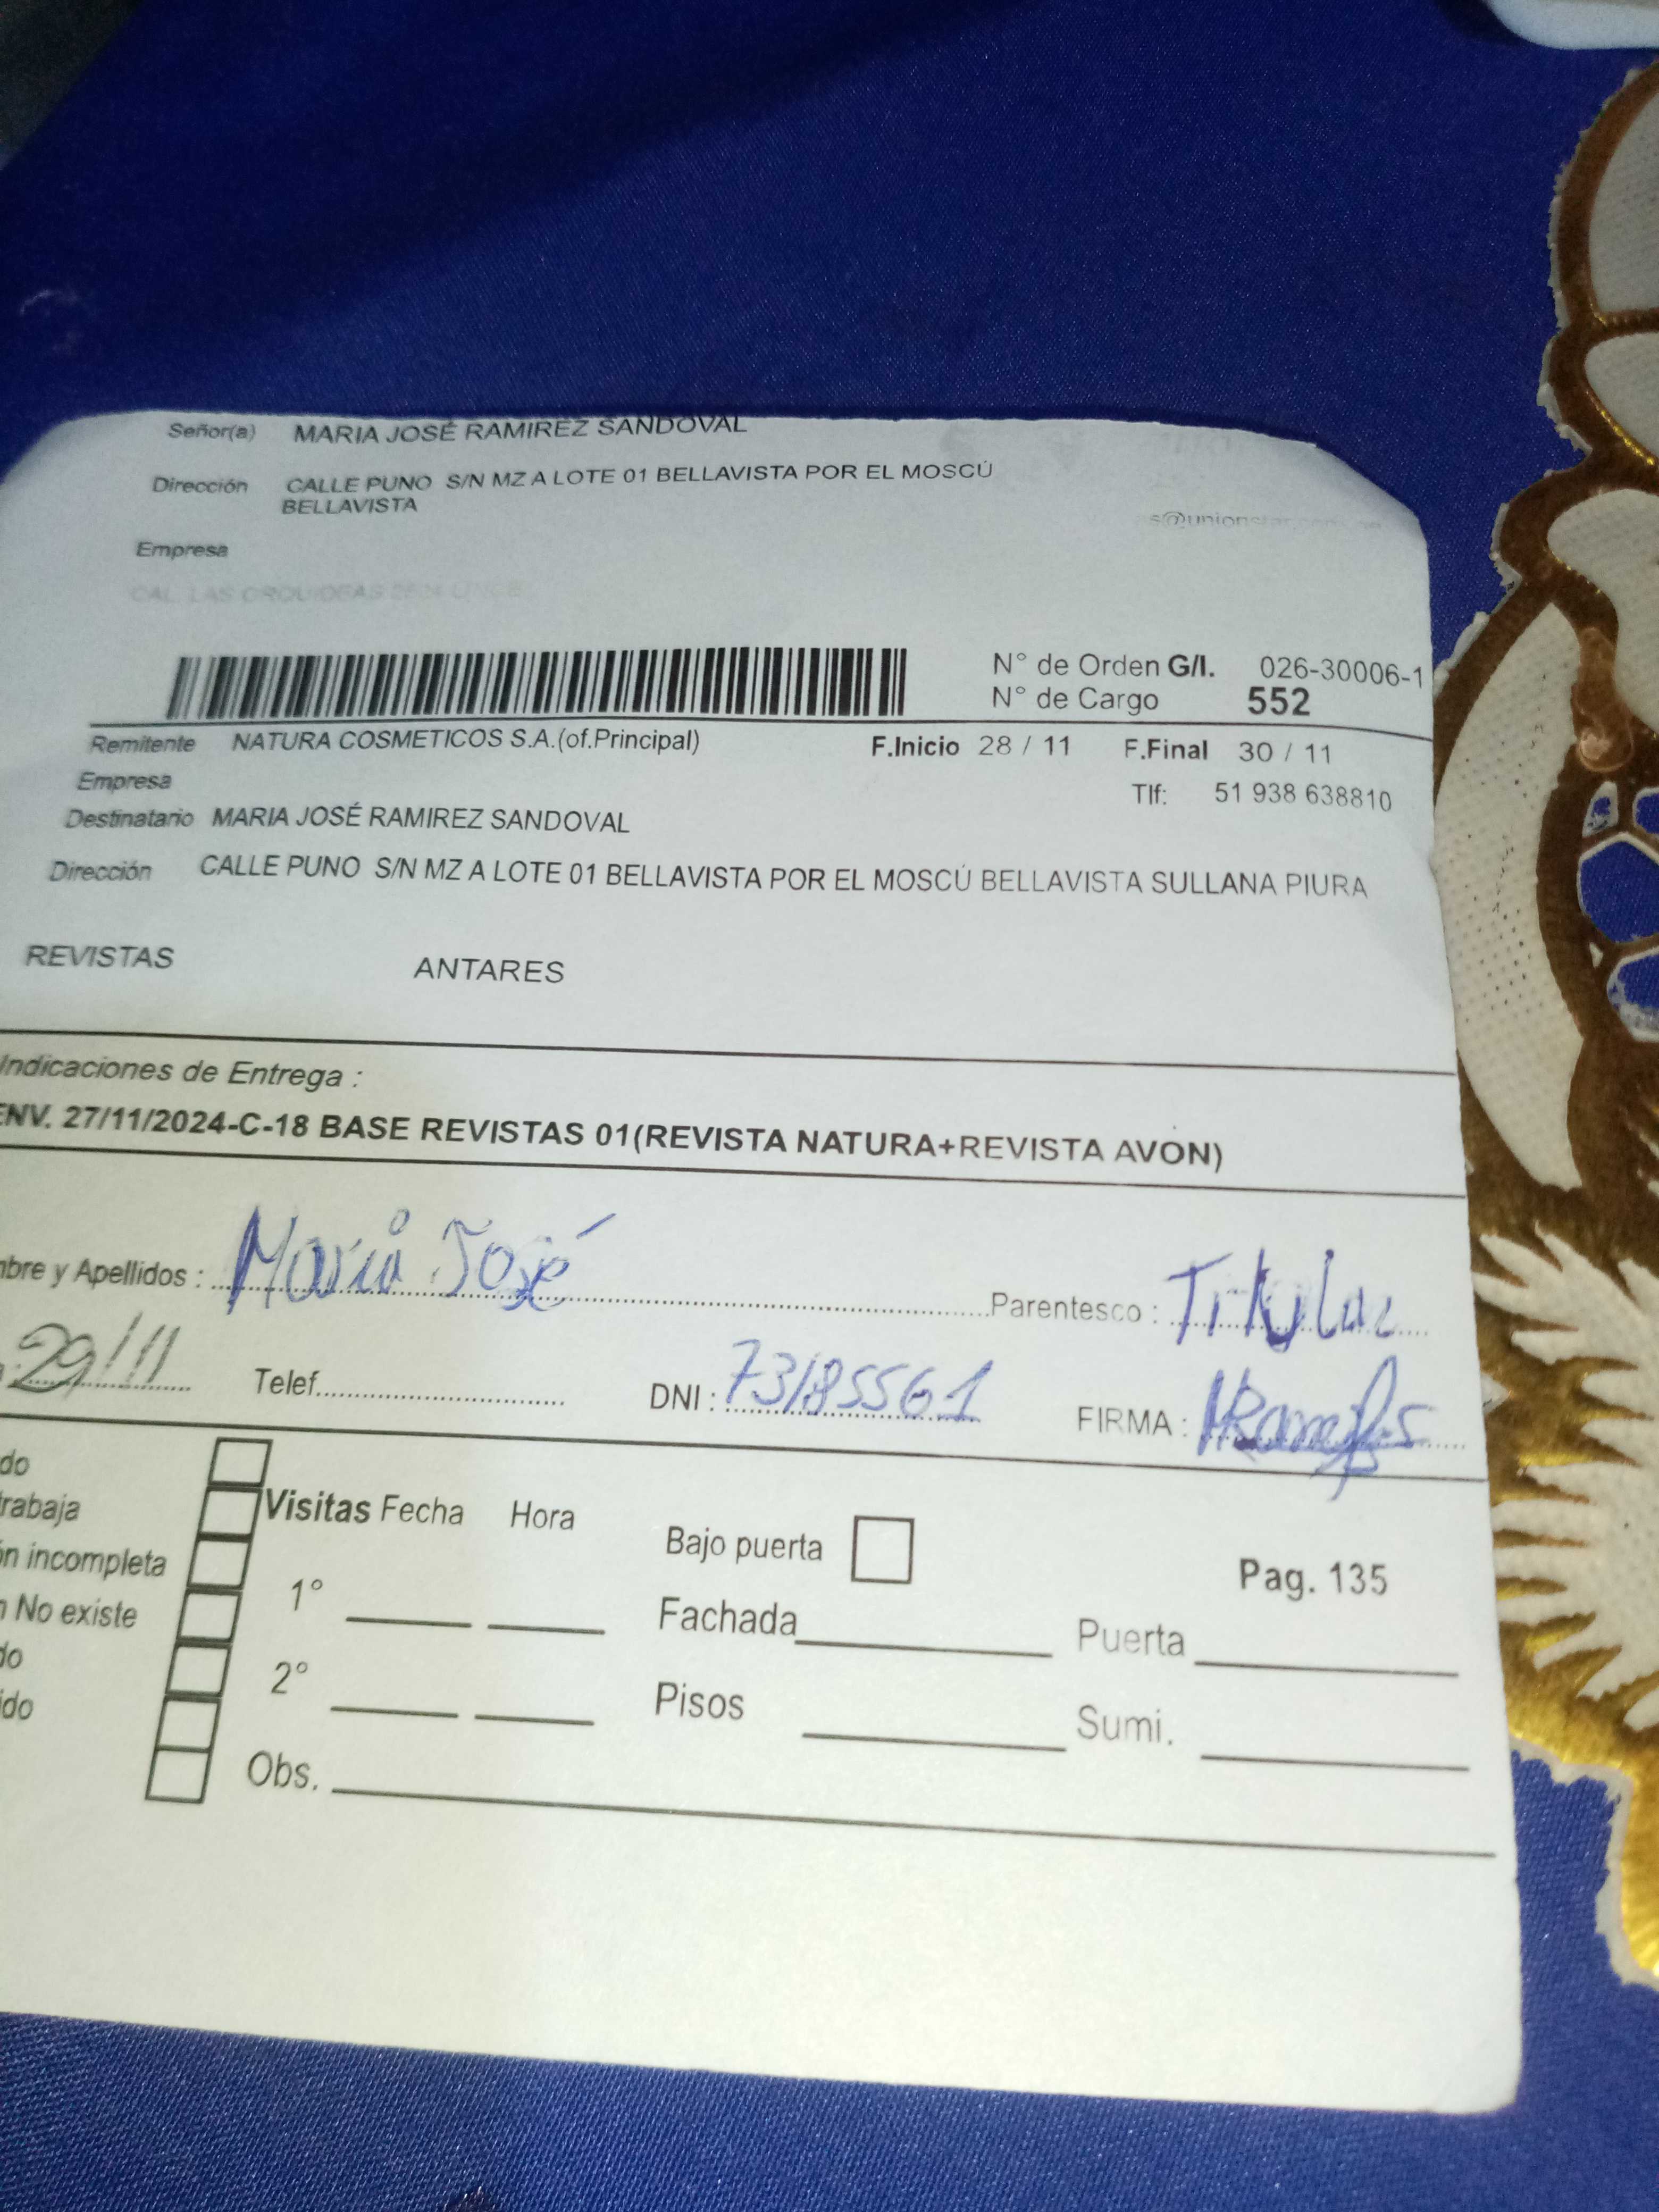 Señor(a) MARIA JOSÉ RAMIREZ SANDOVAL
Dirección CALLE PUNO S/N MZ A LOTE 01 BELLAVISTA POR EL MOSCÚ
BELLAVISTA
s@unionstar
Empresa
CAL. LAS ORQUIDEAS
N° de Orden G/I. 026-30006-1
N° de Cargo 552
Remitente NATURA COSMETICOS S.A.(of.Principal) F.Inicio 28 / 11 F.Final 30 / 11
Empresa Tlf: 51 938 638810
Destinatario MARIA JOSÉ RAMIREZ SANDOVAL
Dirección CALLE PUNO S/N MZ A LOTE 01 BELLAVISTA POR EL MOSCÚ BELLAVISTA SULLANA PIURA
REVISTAS ANTARES
Indicaciones de Entrega :
ENV. 27/11/2024-C-18 BASE REVISTAS 01(REVISTA NATURA+REVISTA AVON)
mbre y Apellidos : María José Parentesco : Titular
29/11 Telef. DNI : 73185561 FIRMA :
do
trabaja Visitas Fecha Hora Bajo puerta
ón incompleta 1° Pag. 135
n No existe Fachada Puerta
do 2° Pisos
ido Sumi.
Obs.